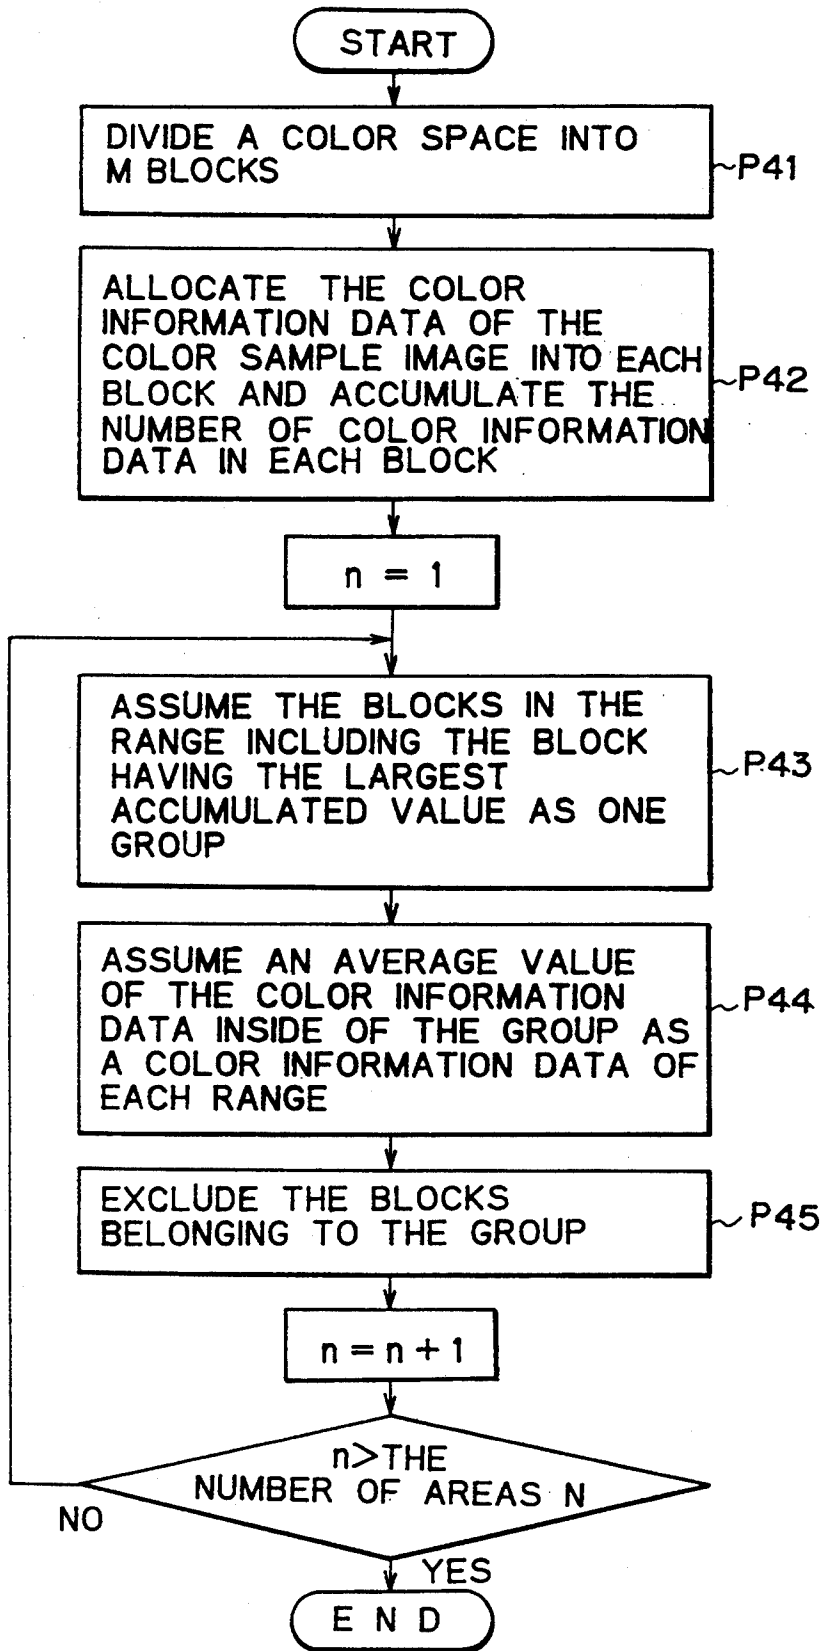 START
DIVIDE A COLOR SPACE INTO
M BLOCKS
~P41
ALLOCATE THE COLOR
INFORMATION DATA OF THE
COLOR SAMPLE IMAGE INTO EACH
BLOCK AND ACCUMULATE THE
NUMBER OF COLOR INFORMATION
DATA IN EACH BLOCK
~P42
n = 1
ASSUME THE BLOCKS IN THE
RANGE INCLUDING THE BLOCK
HAVING THE LARGEST
ACCUMULATED VALUE AS ONE
GROUP
~P43
ASSUME AN AVERAGE VALUE
OF THE COLOR INFORMATION
DATA INSIDE OF THE GROUP AS
A COLOR INFORMATION DATA OF
EACH RANGE
~P44
EXCLUDE THE BLOCKS
BELONGING TO THE GROUP
~P45
n = n + 1
n>THE
NUMBER OF AREAS N
NO
YES
END